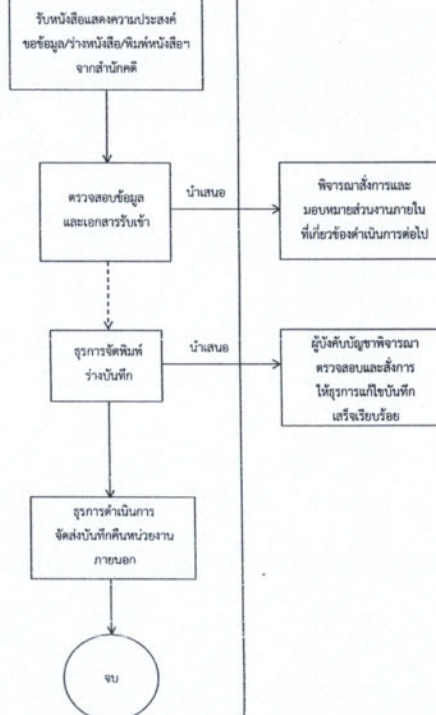 รับหนังสือแสดงความประสงค์
ขอข้อมูล/ร่างหนังสือ/พิมพ์หนังสือฯ
จากสำนักคดี
ตรวจสอบข้อมูล
และเอกสารรับเข้า
นำเสนอ
พิจารณาสั่งการและ
มอบหมายส่วนงานภายใน
ที่เกี่ยวข้องดำเนินการต่อไป
ธุรการจัดพิมพ์
ร่างบันทึก
นำเสนอ
ผู้บังคับบัญชาพิจารณา
ตรวจสอบและสั่งการ
ให้ธุรการแก้ไขบันทึก
เสร็จเรียบร้อย
ธุรการดำเนินการ
จัดส่งบันทึกคืนหน่วยงาน
ภายนอก
จบ